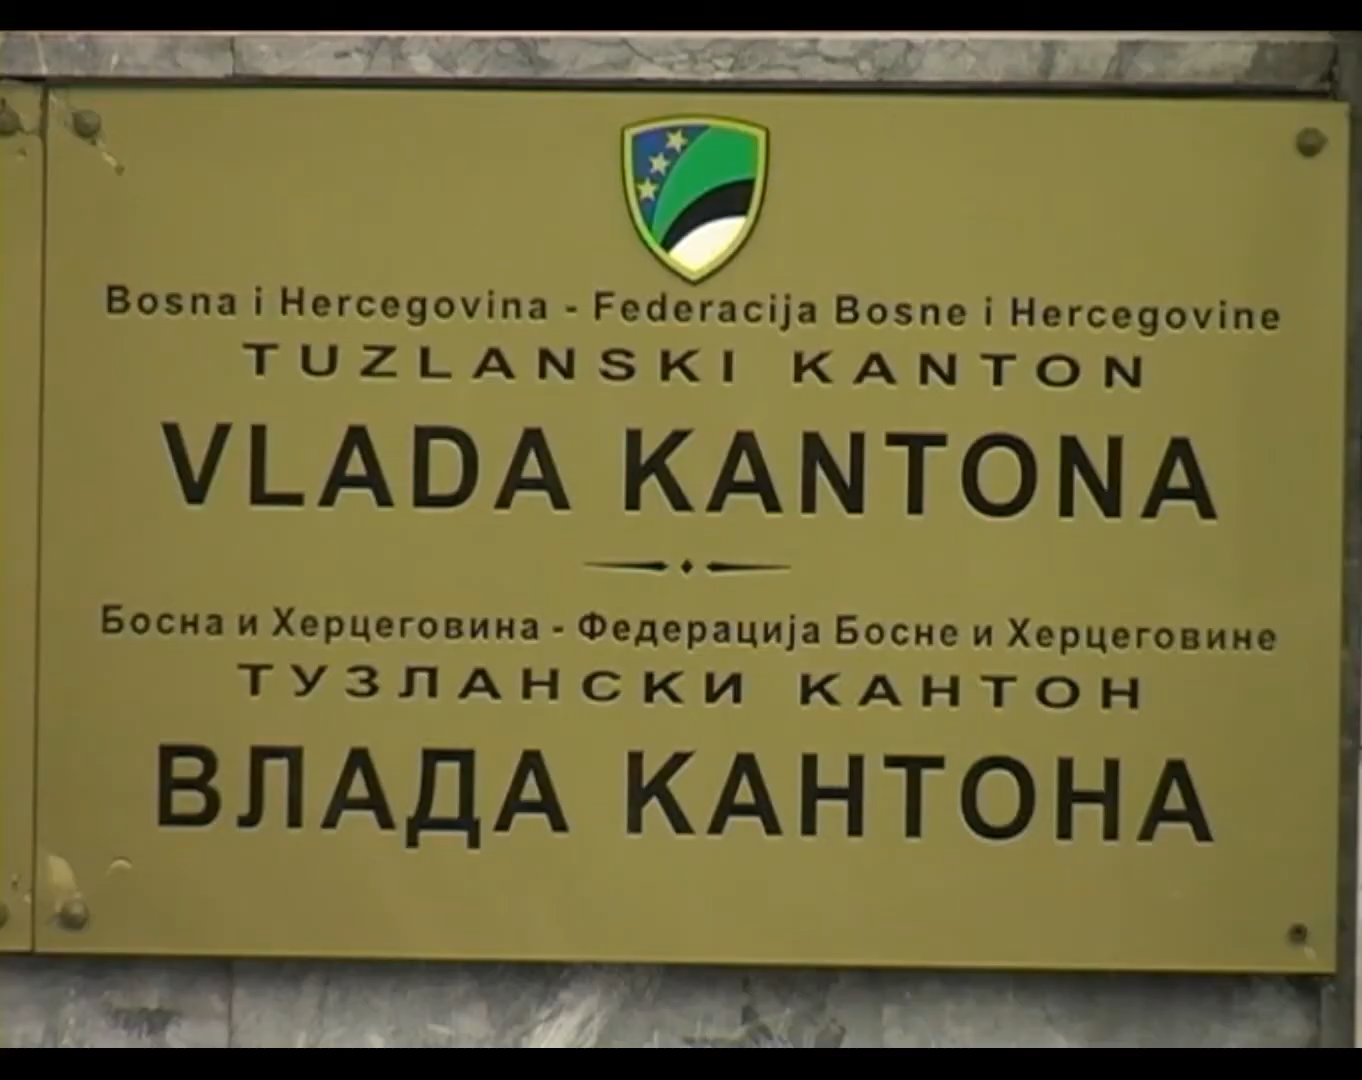 Bosna i Hercegovina - Federacija Bosne i Hercegovine
TUZLANSKI KANTON
VLADA KANTONA
Босна и Херцеговина - Федерација Босне и Херцеговине
ТУЗЛАНСКИ КАНТОН
ВЛАДА КАНТОНА